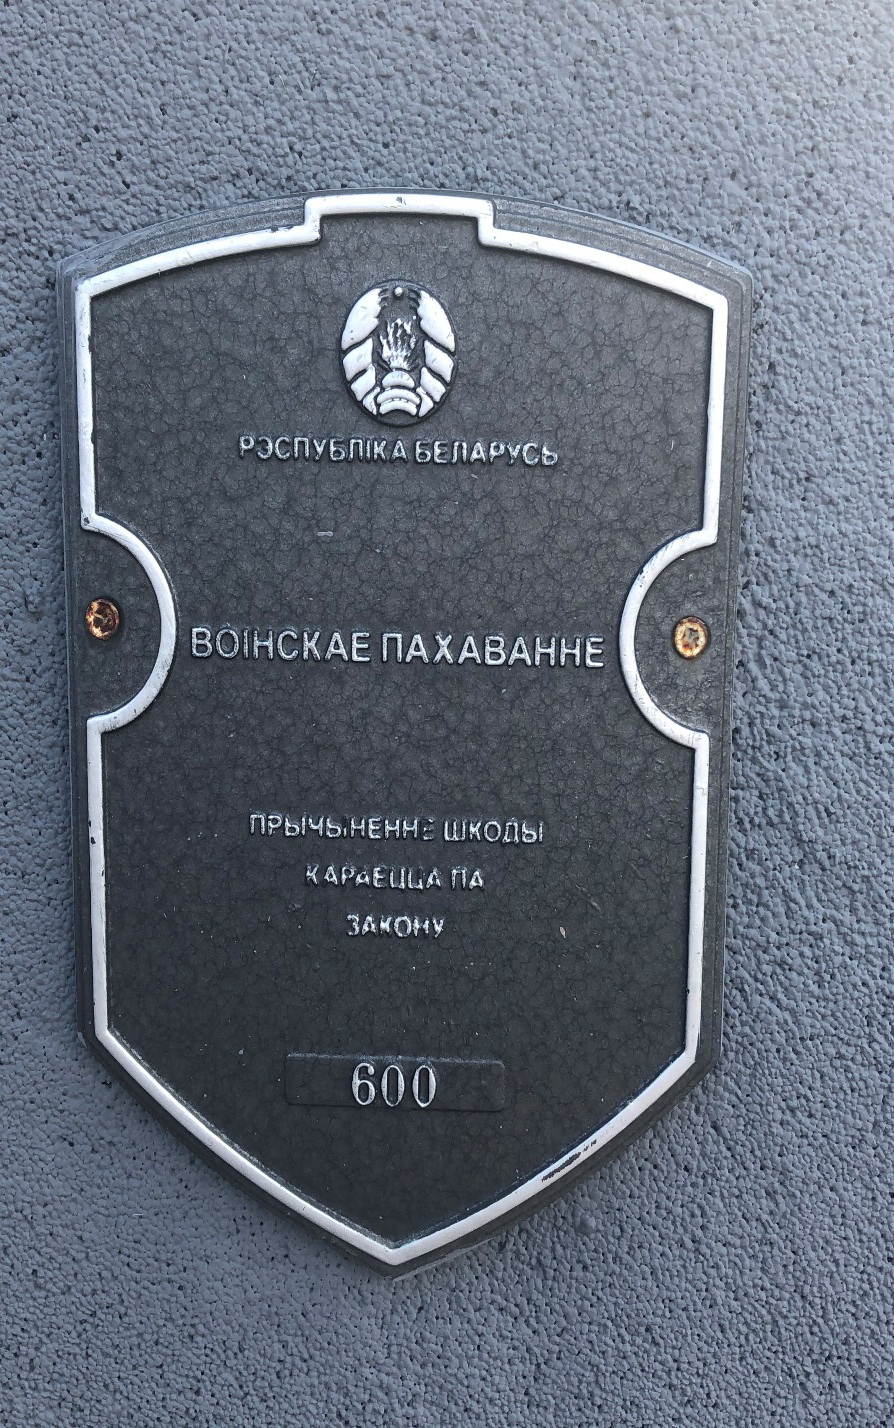 РЭСПУБЛІКА БЕЛАРУСЬ
ВОІНСКАЕ ПАХАВАННЕ
ПРЫЧЫНЕННЕ ШКОДЫ
КАРАЕЦЦА ПА
ЗАКОНУ
600